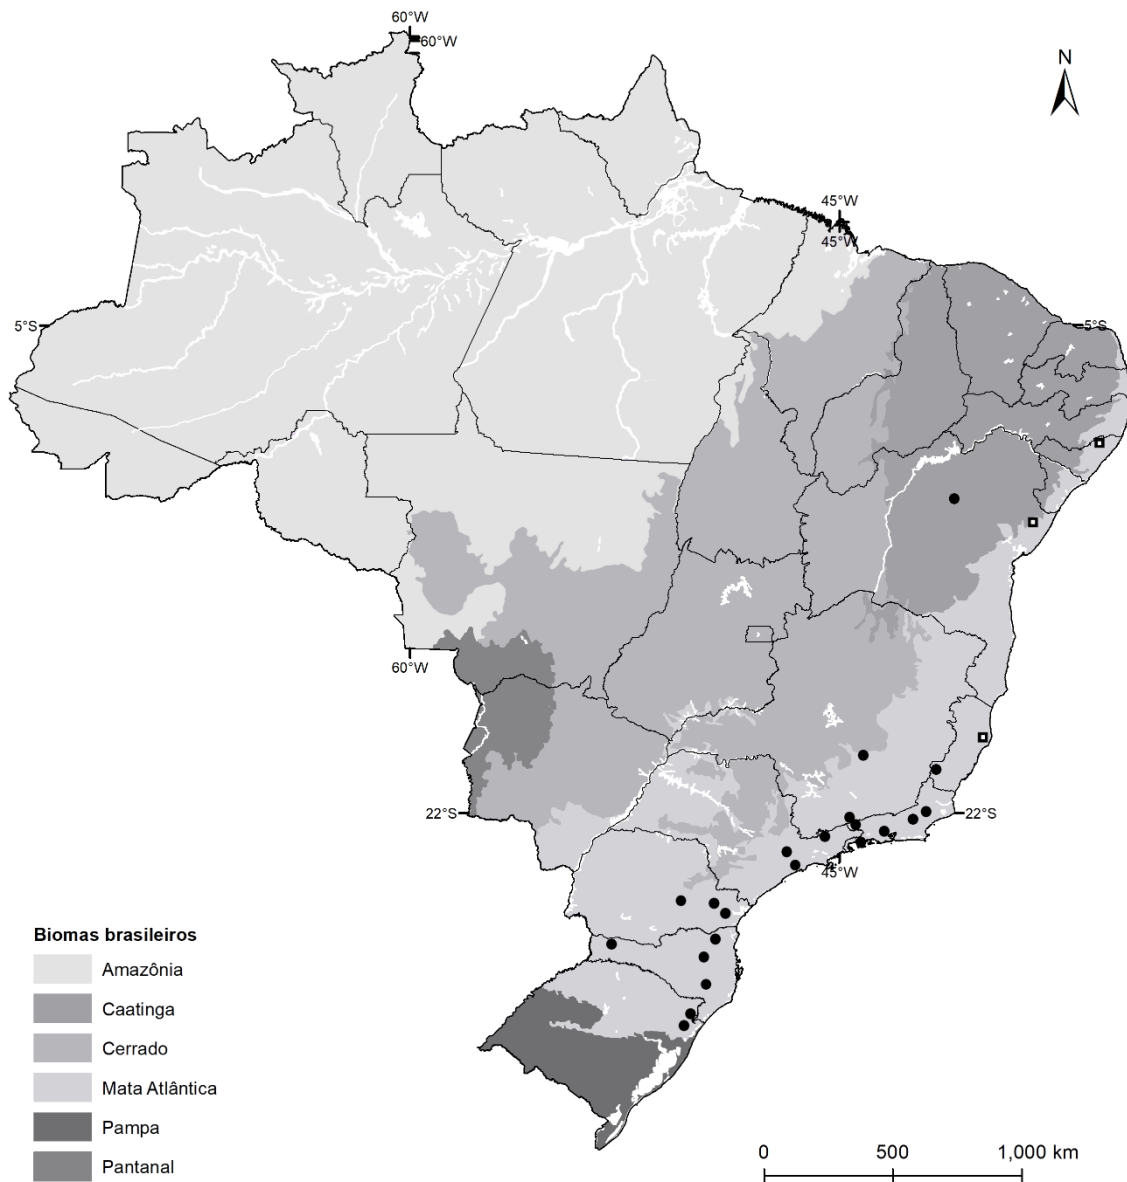 60°W
60°W
N
45°W
45°W
5°S
5°S
60°W
22°S
22°S
45°W
Biomas brasileiros
Amazônia
Caatinga
Cerrado
Mata Atlântica
Pampa
Pantanal
0 500 1,000 km